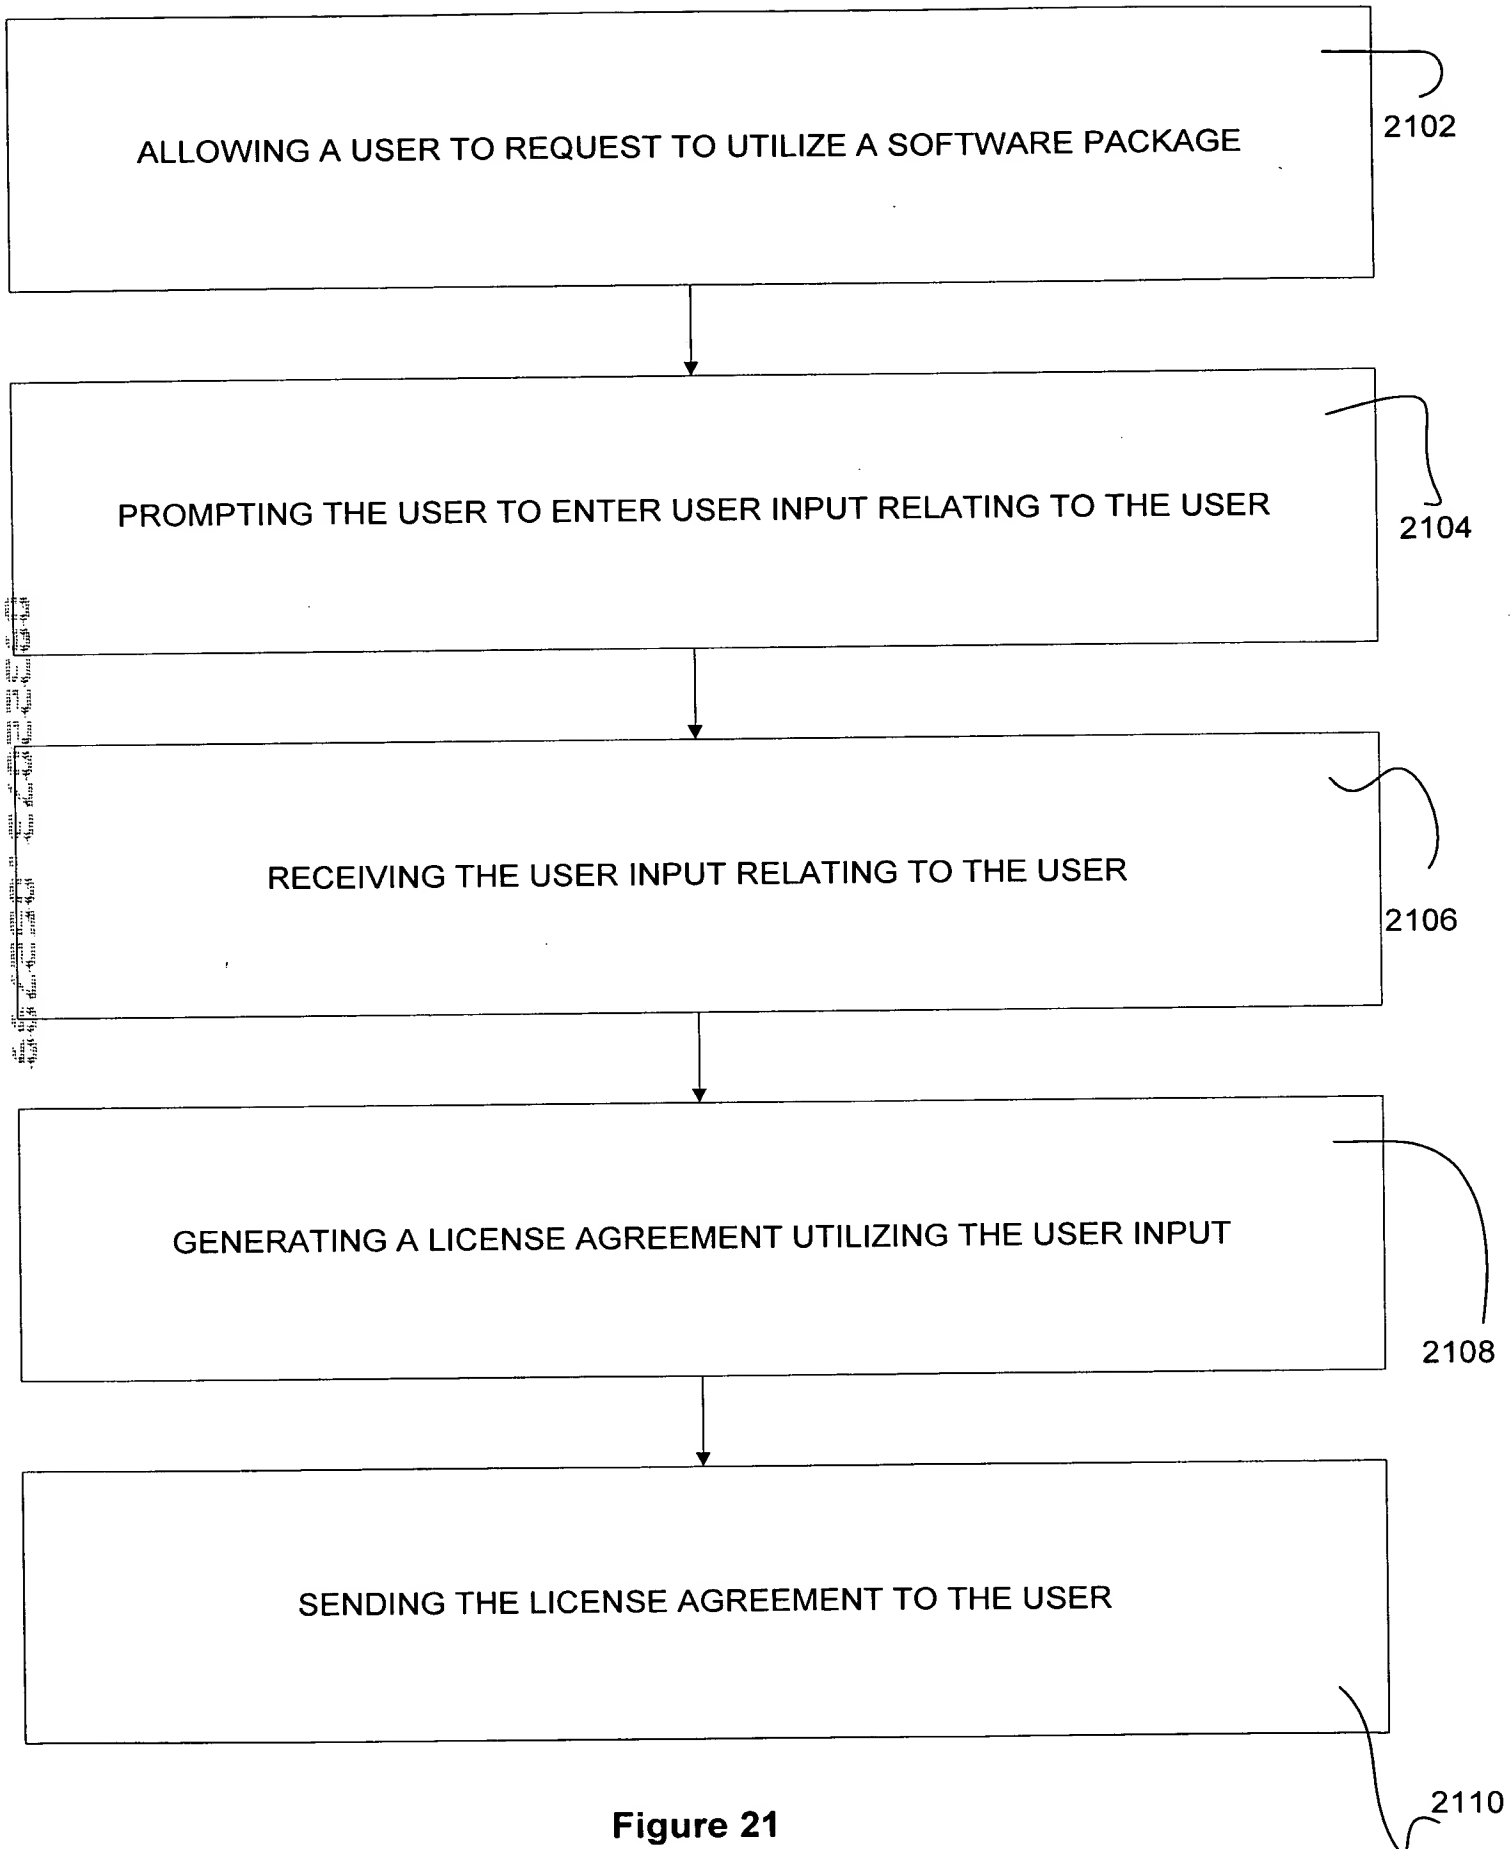 ALLOWING A USER TO REQUEST TO UTILIZE A SOFTWARE PACKAGE
2102
PROMPTING THE USER TO ENTER USER INPUT RELATING TO THE USER
2104
RECEIVING THE USER INPUT RELATING TO THE USER
2106
GENERATING A LICENSE AGREEMENT UTILIZING THE USER INPUT
2108
SENDING THE LICENSE AGREEMENT TO THE USER
2110
Figure 21